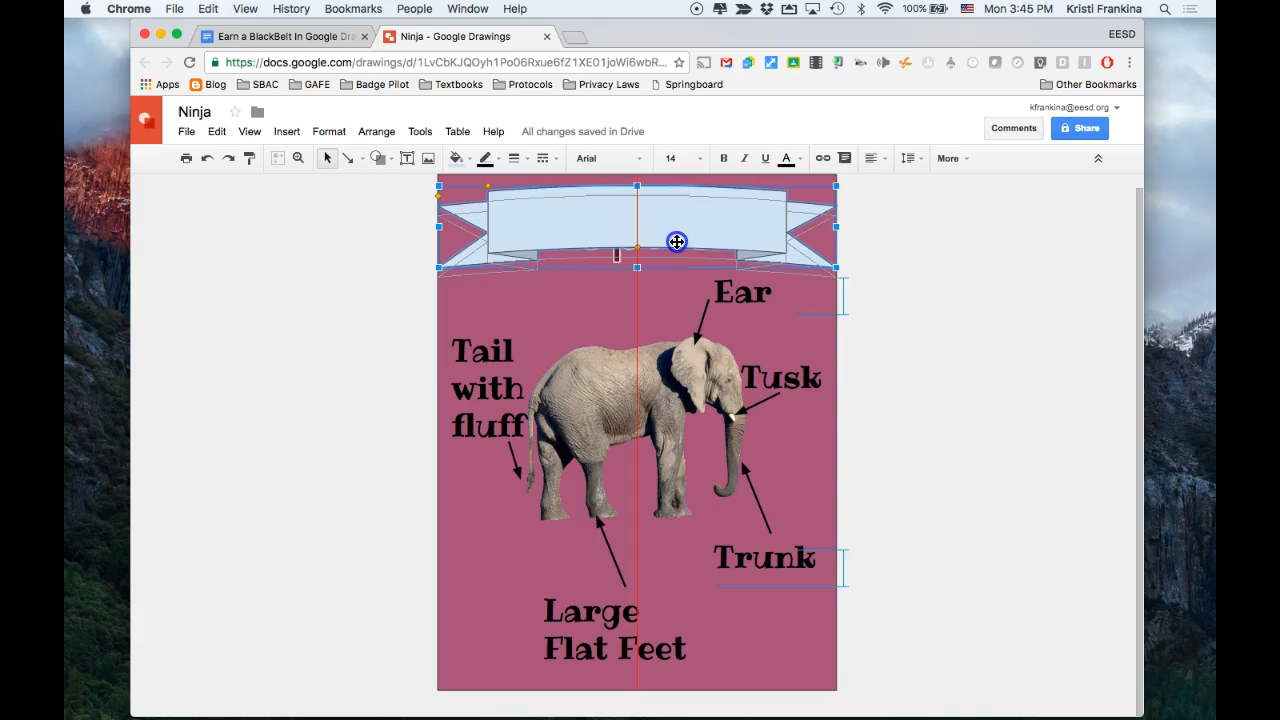 Chrome File Edit View History Bookmarks People Window Help 100% Mon 3:45 PM Kristi Frankina
Earn a BlackBelt In Google Dra Ninja - Google Drawings EESD
https://docs.google.com/drawings/d/1LvCbKJQOyh1Po06Rxue6fZ1XE01joWi6wbR...
Apps Blog SBAC GAFE Badge Pilot Textbooks Protocols Privacy Laws Springboard Other Bookmarks
Ninja kfrankina@eesd.org
File Edit View Insert Format Arrange Tools Table Help All changes saved in Drive Comments Share
Arial 14 B I U A More
Ear
Tail
with
fluff
Tusk
Trunk
Large
Flat Feet